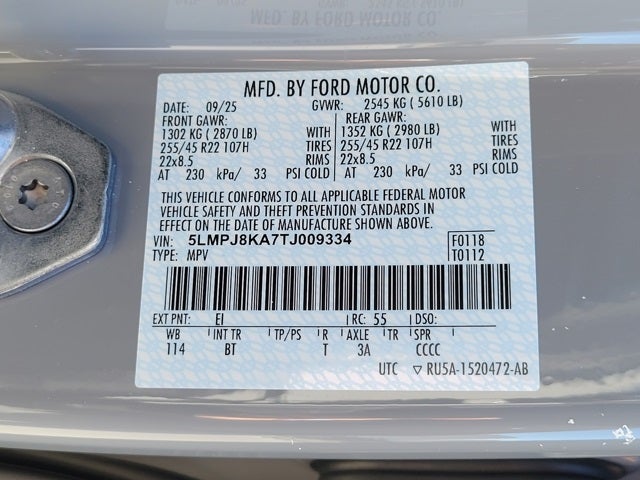 BY FORD MOTOR CO.
MFD. BY FORD MOTOR CO.
DATE: 09/25 GVWR: 2545 KG ( 5610 LB)
FRONT GAWR: REAR GAWR:
1302 KG ( 2870 LB) WITH 1352 KG ( 2980 LB) WITH
255/45 R22 107H TIRES 255/45 R22 107H TIRES
22x8.5 RIMS 22x8.5 RIMS
AT 230 kPa/ 33 PSI COLD AT 230 kPa/ 33 PSI COLD
THIS VEHICLE CONFORMS TO ALL APPLICABLE FEDERAL MOTOR
VEHICLE SAFETY AND THEFT PREVENTION STANDARDS IN
EFFECT ON THE DATE OF MANUFACTURE SHOWN ABOVE.
VIN: 5LMPJ8KA7TJ009334 F0118
TYPE: MPV T0112
EXT PNT: EI RC: 55 DSO:
WB INT TR TP/PS R AXLE TR SPR
114 BT T 3A CCCC
UTC ▽ RU5A-1520472-AB